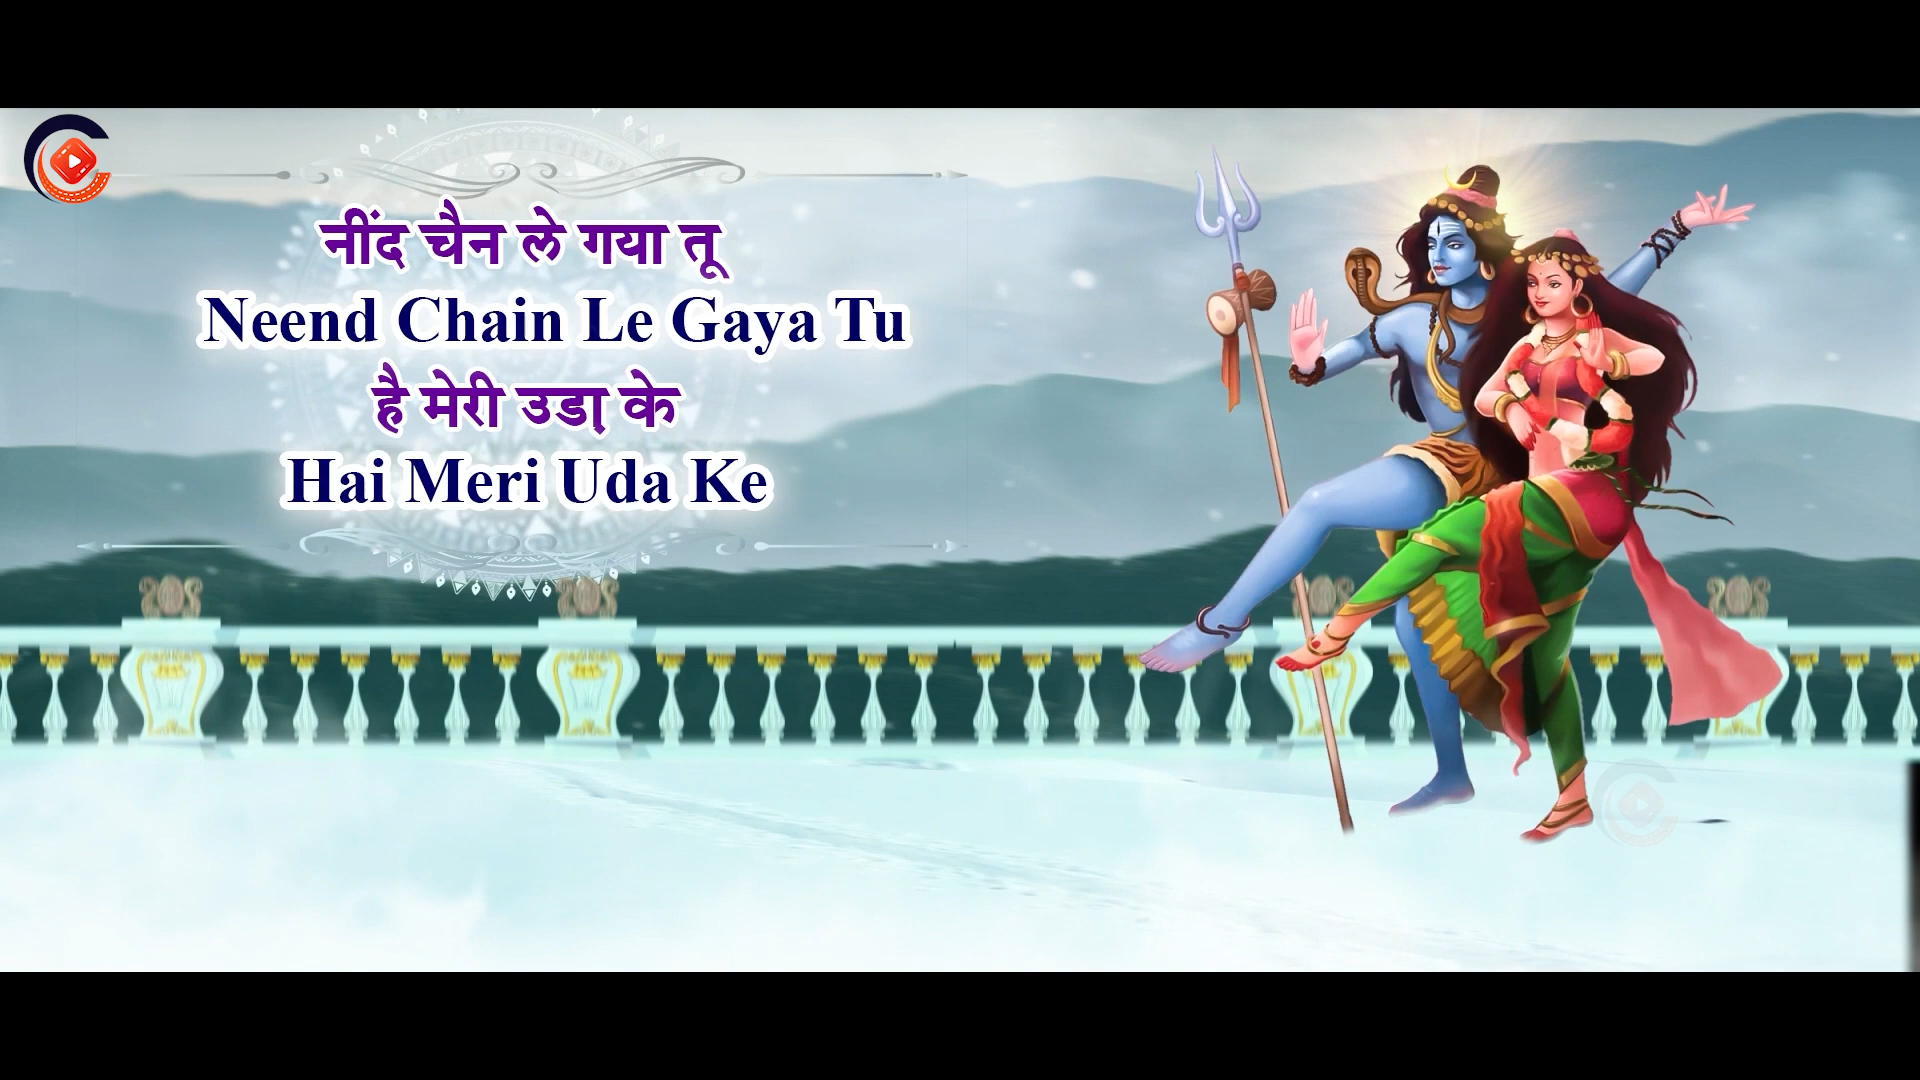 नींद चैन ले गया तू
Neend Chain Le Gaya Tu
है मेरी उडा़ के
Hai Meri Uda Ke